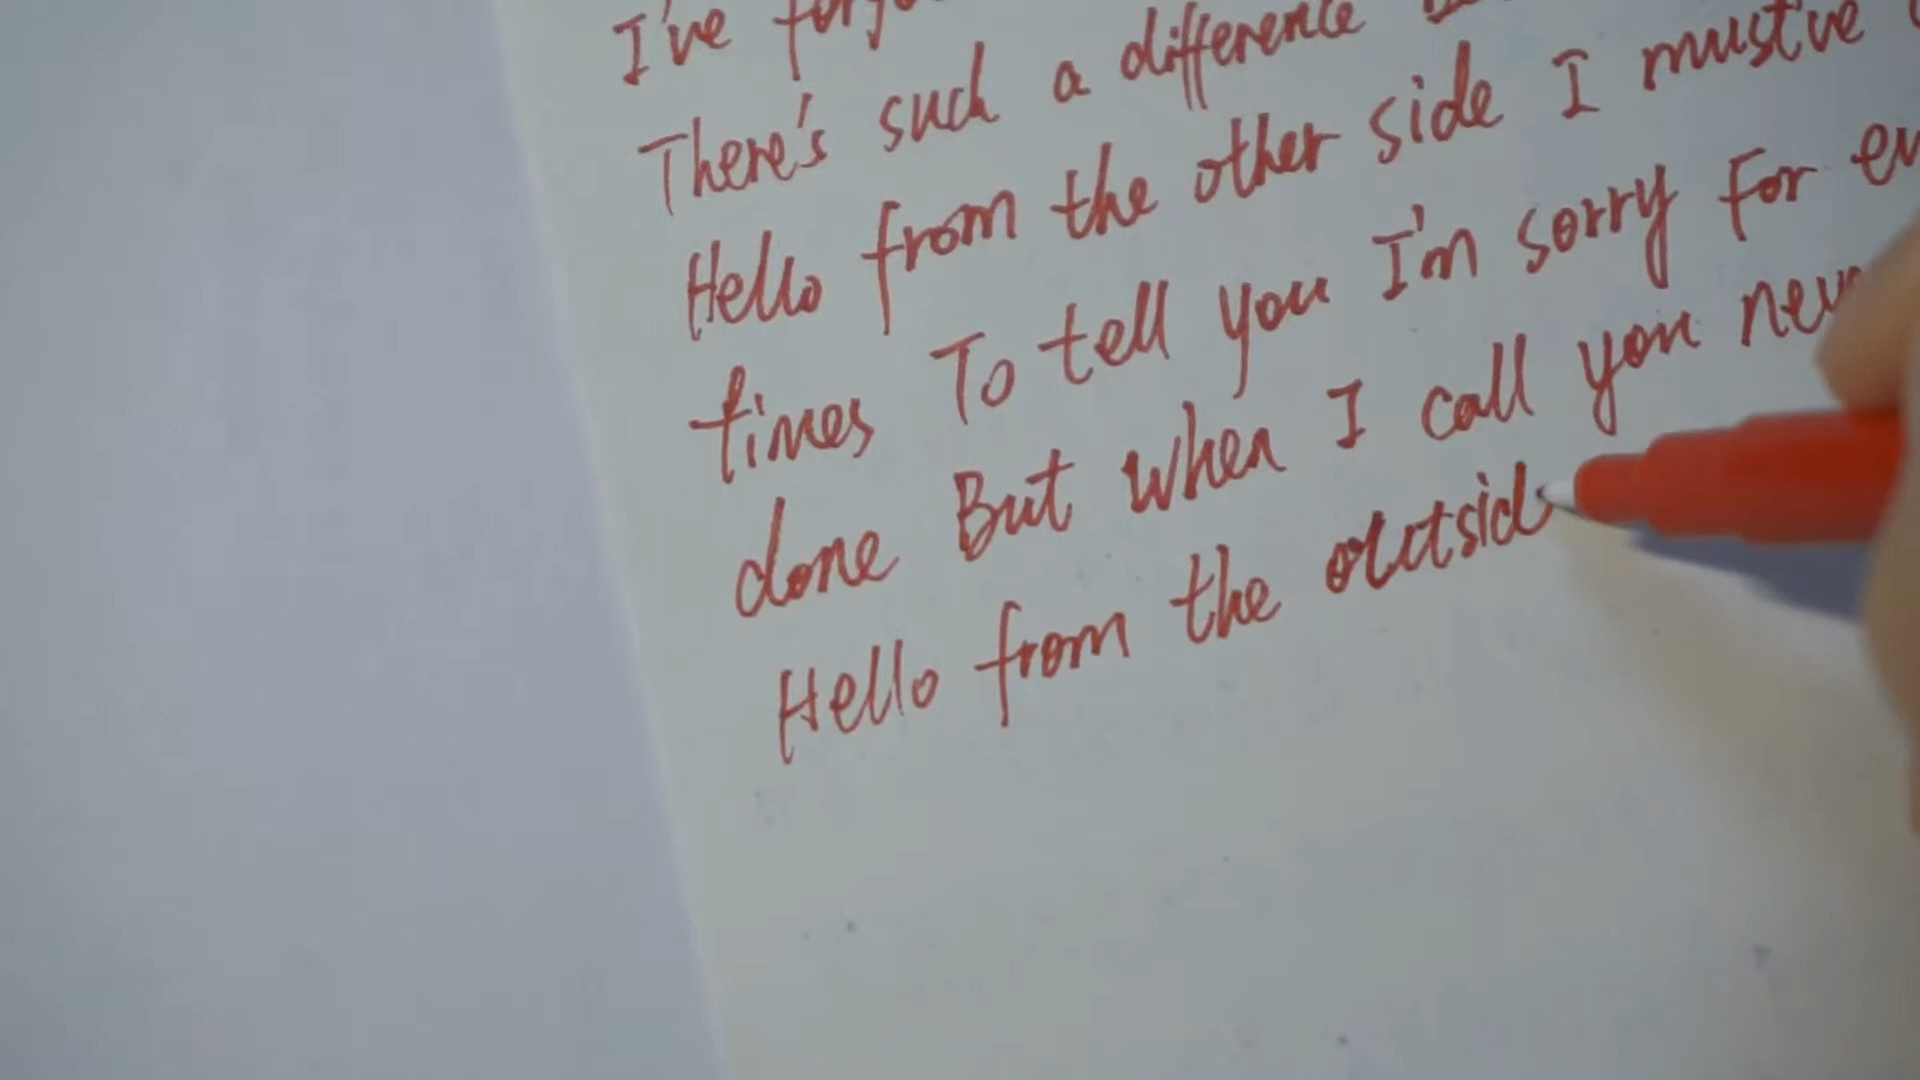 I've
There's such a difference
Hello from the other side I must've
times To tell you I'm sorry For
done But when I call you
Hello from the outsid